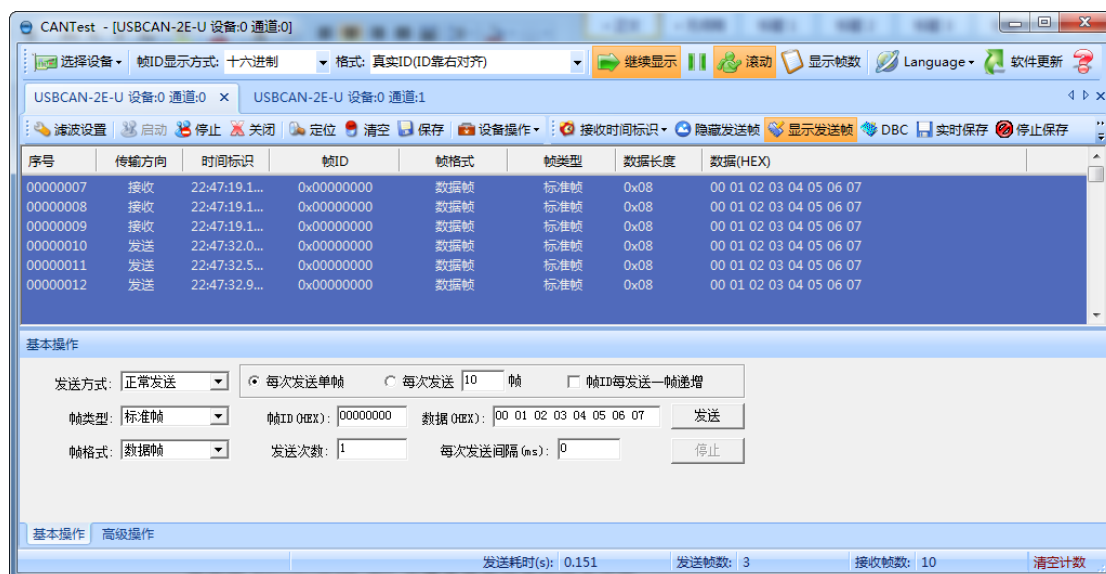 CANTest - [USBCAN-2E-U 设备:0 通道:0]
选择设备 帧ID显示方式: 十六进制 格式: 真实ID(ID靠右对齐) 继续显示 滚动 显示帧数 Language 软件更新
USBCAN-2E-U 设备:0 通道:0 × USBCAN-2E-U 设备:0 通道:1
滤波设置 启动 停止 关闭 定位 清空 保存 设备操作 接收时间标识 隐藏发送帧 显示发送帧 DBC 实时保存 停止保存
序号 传输方向 时间标识 帧ID 帧格式 帧类型 数据长度 数据(HEX)
00000007 接收 22:47:19.1... 0x00000000 数据帧 标准帧 0x08 00 01 02 03 04 05 06 07
00000008 接收 22:47:19.1... 0x00000000 数据帧 标准帧 0x08 00 01 02 03 04 05 06 07
00000009 接收 22:47:19.1... 0x00000000 数据帧 标准帧 0x08 00 01 02 03 04 05 06 07
00000010 发送 22:47:32.0... 0x00000000 数据帧 标准帧 0x08 00 01 02 03 04 05 06 07
00000011 发送 22:47:32.5... 0x00000000 数据帧 标准帧 0x08 00 01 02 03 04 05 06 07
00000012 发送 22:47:32.9... 0x00000000 数据帧 标准帧 0x08 00 01 02 03 04 05 06 07
基本操作
发送方式: 正常发送 每次发送单帧 每次发送 10 帧 帧ID每发送一帧递增
帧类型: 标准帧 帧ID(HEX): 00000000 数据(HEX): 00 01 02 03 04 05 06 07 发送
帧格式: 数据帧 发送次数: 1 每次发送间隔(ms): 0 停止
基本操作 高级操作
发送耗时(s): 0.151 发送帧数: 3 接收帧数: 10 清空计数